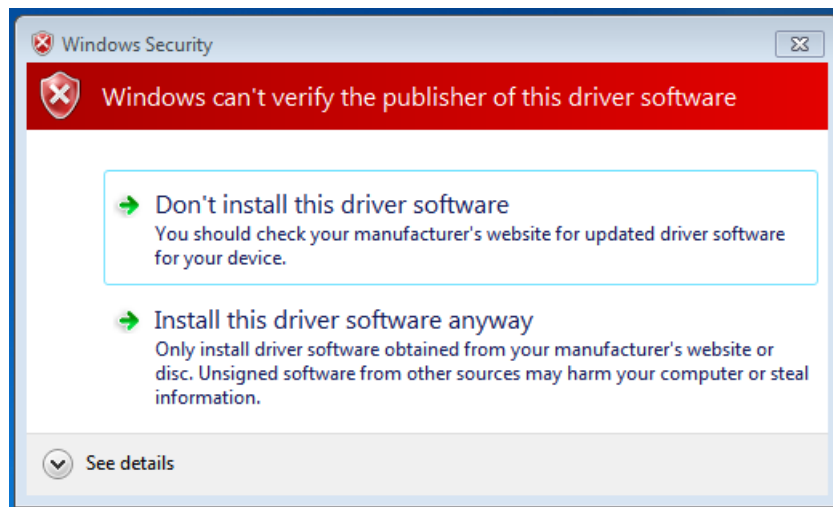 Windows Security
Windows can't verify the publisher of this driver software
Don't install this driver software
You should check your manufacturer's website for updated driver software
for your device.
Install this driver software anyway
Only install driver software obtained from your manufacturer's website or
disc. Unsigned software from other sources may harm your computer or steal
information.
See details